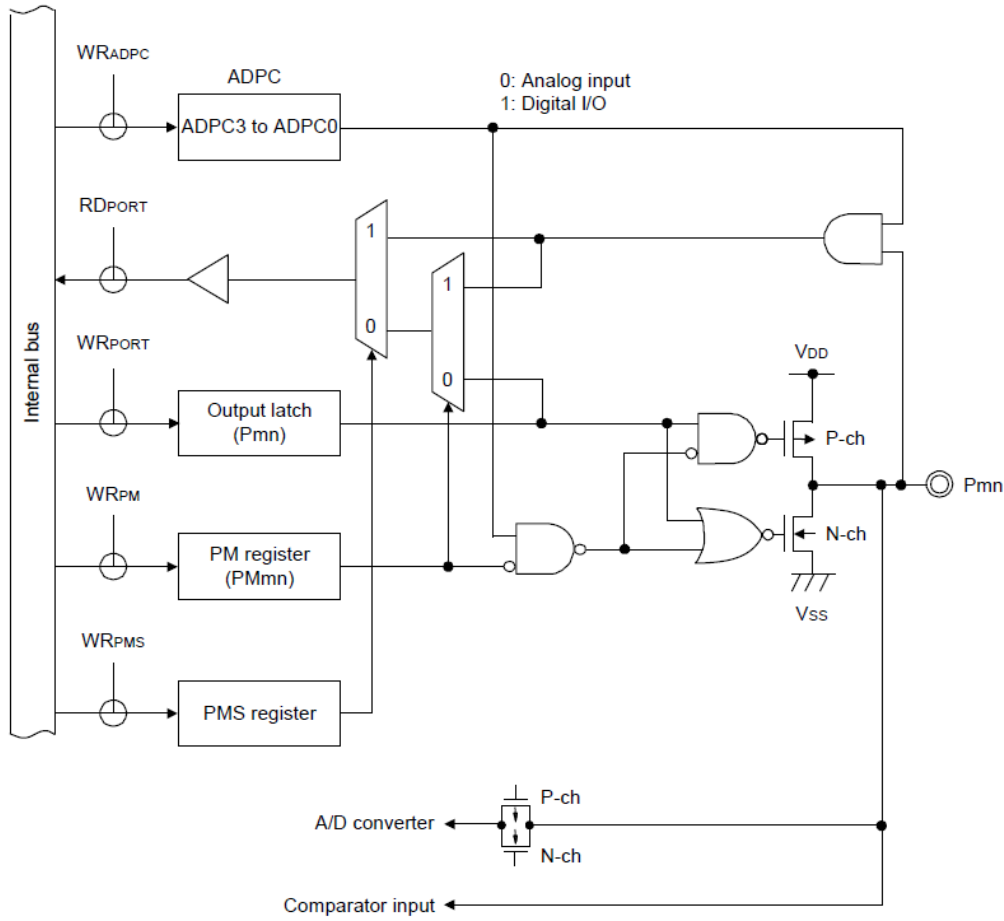 WRADPC
ADPC
0: Analog input
1: Digital I/O
ADPC3 to ADPC0
RDPORT
1
1
0
0
WRPORT
Internal bus
VDD
Output latch
(Pmn)
P-ch
Pmn
WRPM
N-ch
PM register
(PMmn)
VSS
WRPMS
PMS register
P-ch
A/D converter
N-ch
Comparator input